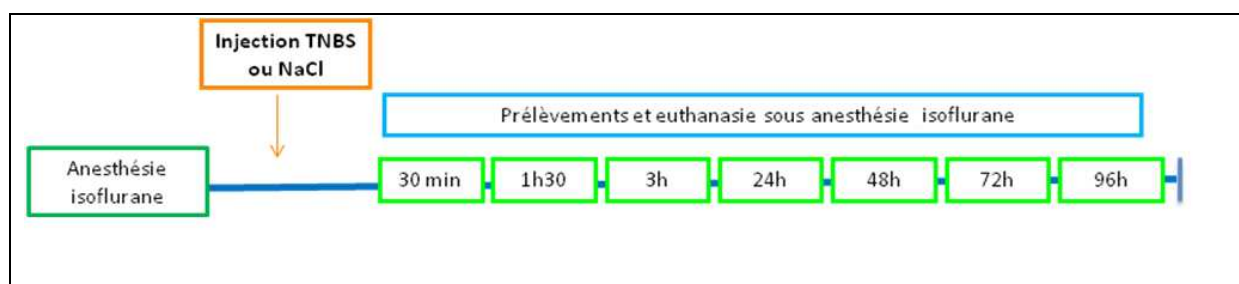 Injection TNBS
ou NaCl
Prélèvements et euthanasie sous anesthésie isoflurane
Anesthésie
isoflurane
30 min
1h30
3h
24h
48h
72h
96h